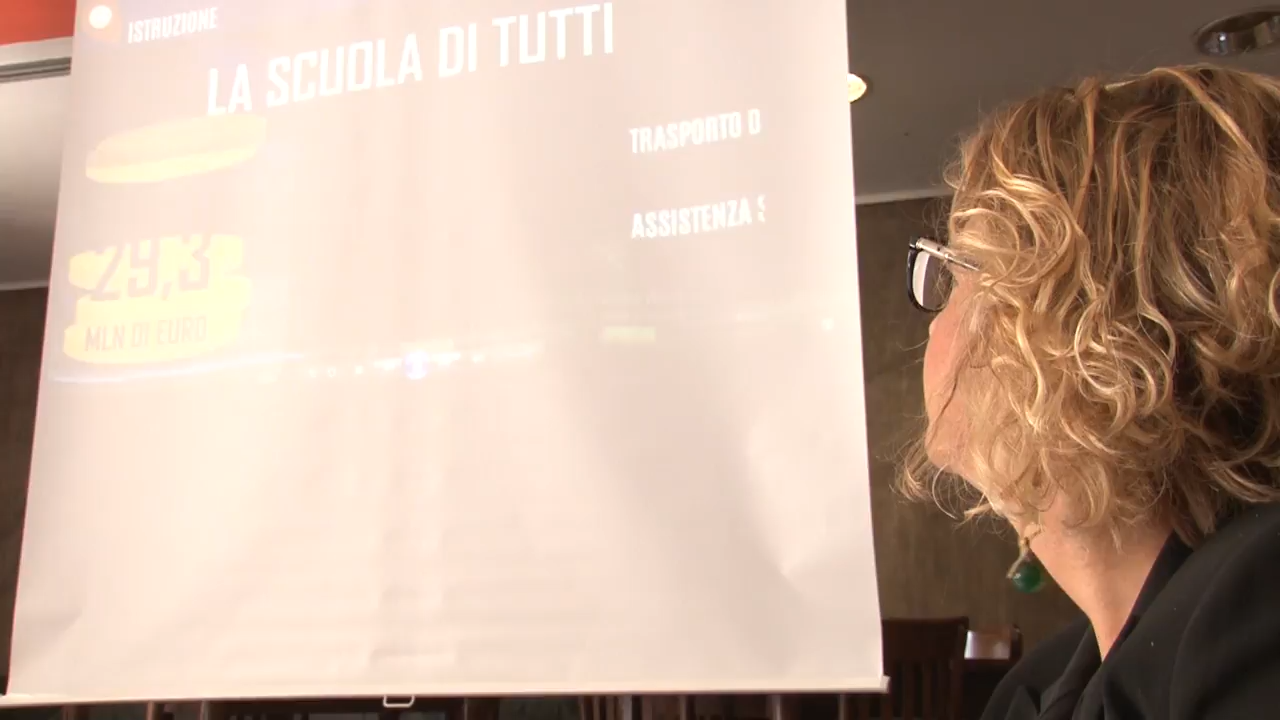 ISTRUZIONE
LA SCUOLA DI TUTTI
TRASPORTO D
ASSISTENZA S
29,3
MLN DI EURO